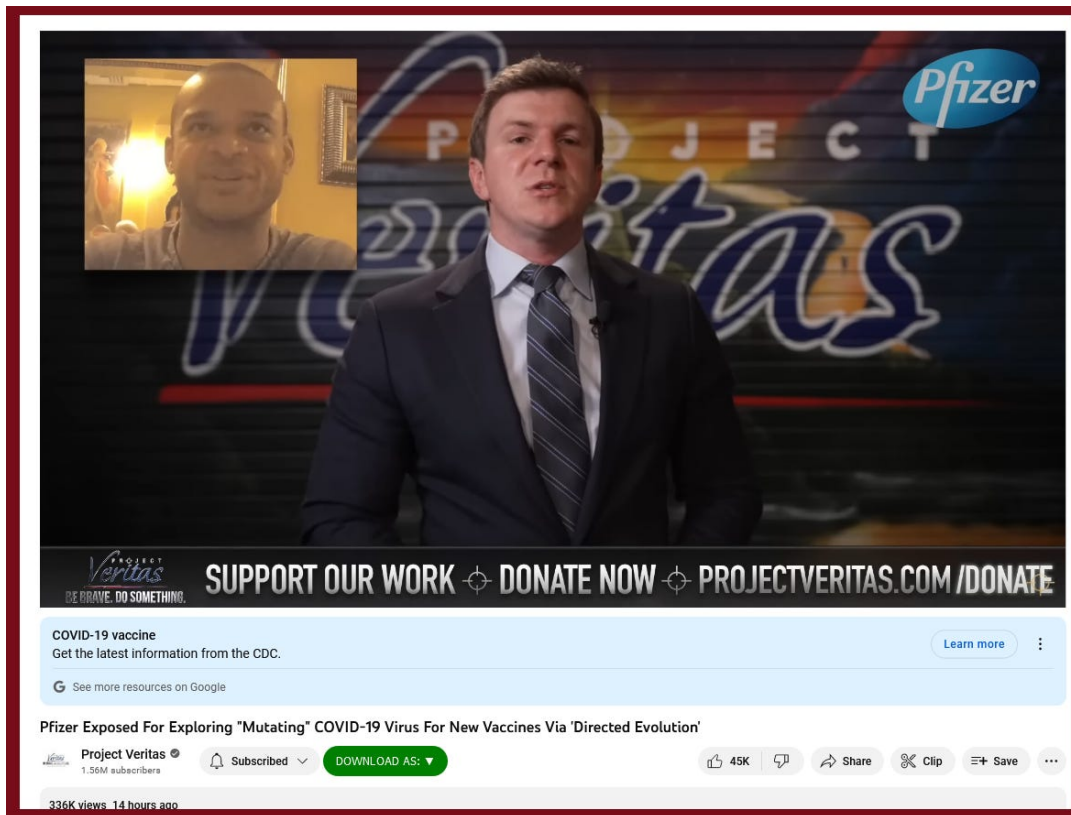 Pfizer
PROJECT
Veritas
PROJECT
Veritas
BE BRAVE. DO SOMETHING.
SUPPORT OUR WORK DONATE NOW PROJECTVERITAS.COM/DONATE
COVID-19 vaccine
Get the latest information from the CDC.
Learn more
G See more resources on Google
Pfizer Exposed For Exploring "Mutating" COVID-19 Virus For New Vaccines Via 'Directed Evolution'
Project Veritas
1.56M subscribers
Subscribed
DOWNLOAD AS: ▼
45K
Share
Clip
Save
336K views 14 hours ago